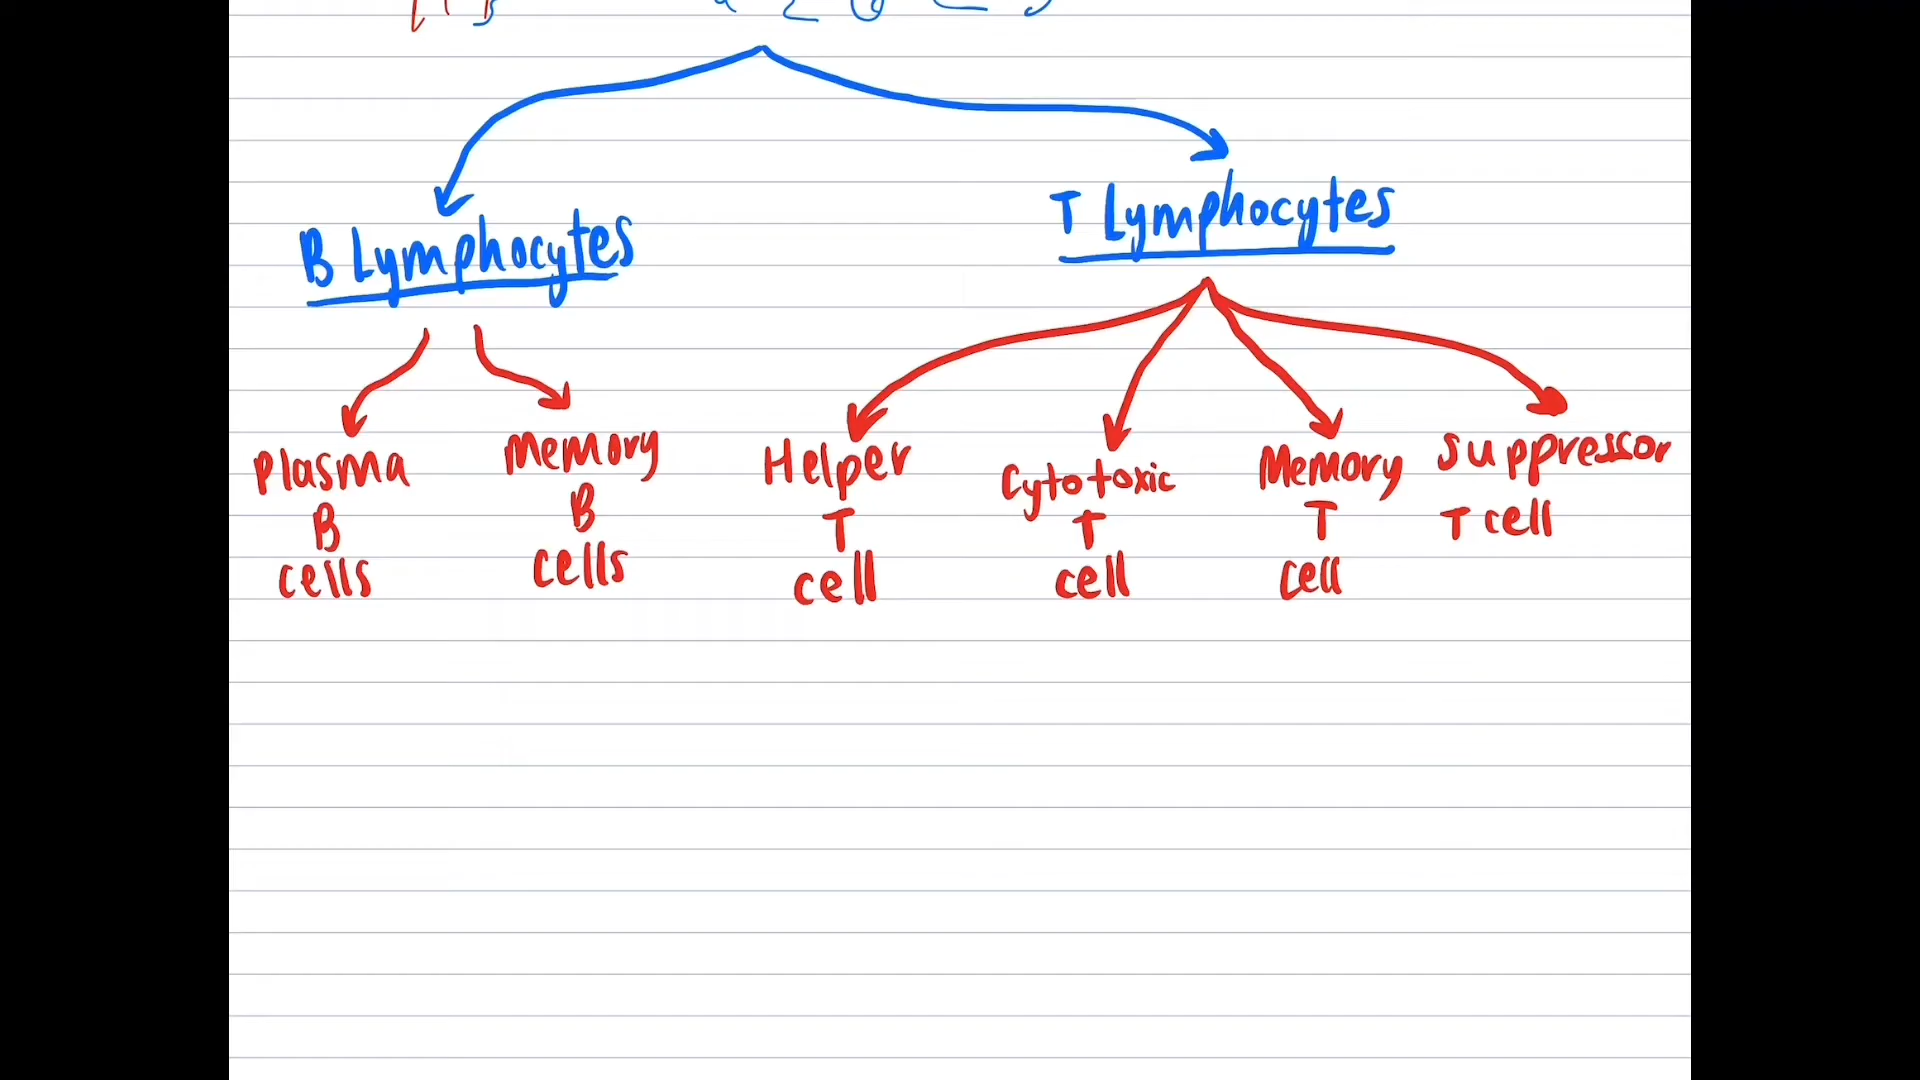 B Lymphocytes
T Lymphocytes
Plasma
B
cells
Memory
B
cells
Helper
T
cell
Cytotoxic
T
cell
Memory
T
cell
suppressor
T cell